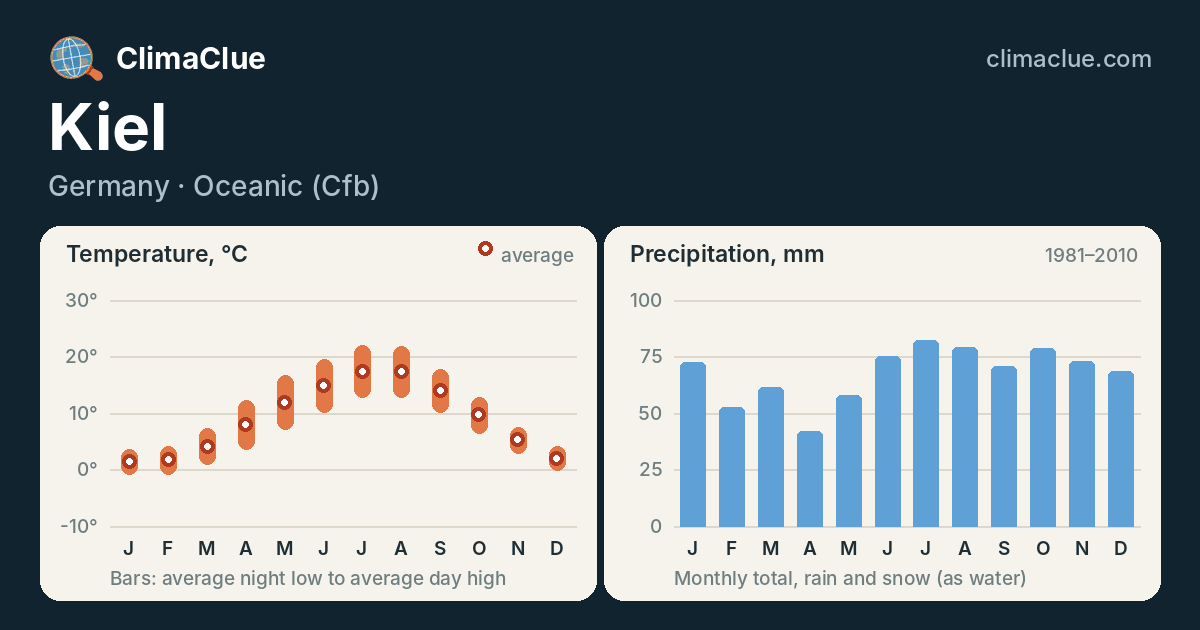 ClimaClue
climaclue.com
Kiel
Germany · Oceanic (Cfb)
Temperature, °C
average
30°
20°
10°
0°
-10°
J F M A M J J A S O N D
Bars: average night low to average day high
Precipitation, mm
1981–2010
100
75
50
25
0
J F M A M J J A S O N D
Monthly total, rain and snow (as water)